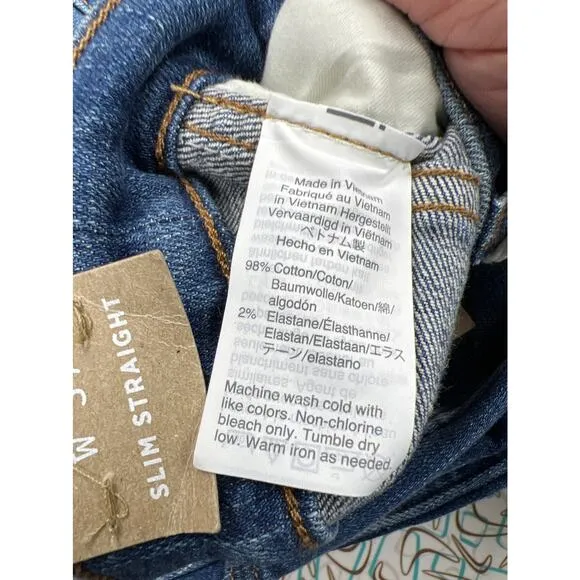 Made in Vietnam
Fabriqué au Vietnam
in Vietnam Hergestellt
Vervaardigd in Viëtnam
ベトナム製
Hecho en Vietnam
98% Cotton/Coton/
Baumwolle/Katoen/綿/
algodón
2% Elastane/Élasthanne/
Elastan/Elastaan/エラス
テーン/elastano
Machine wash cold with
like colors. Non-chlorine
bleach only. Tumble dry
low. Warm iron as needed.
W
SLIM STRAIGHT